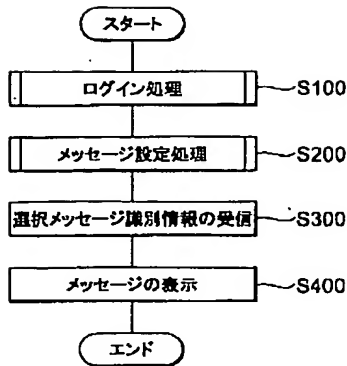 スタート
ログイン処理 S100
メッセージ設定処理 S200
選択メッセージ識別情報の受信 S300
メッセージの表示 S400
エンド